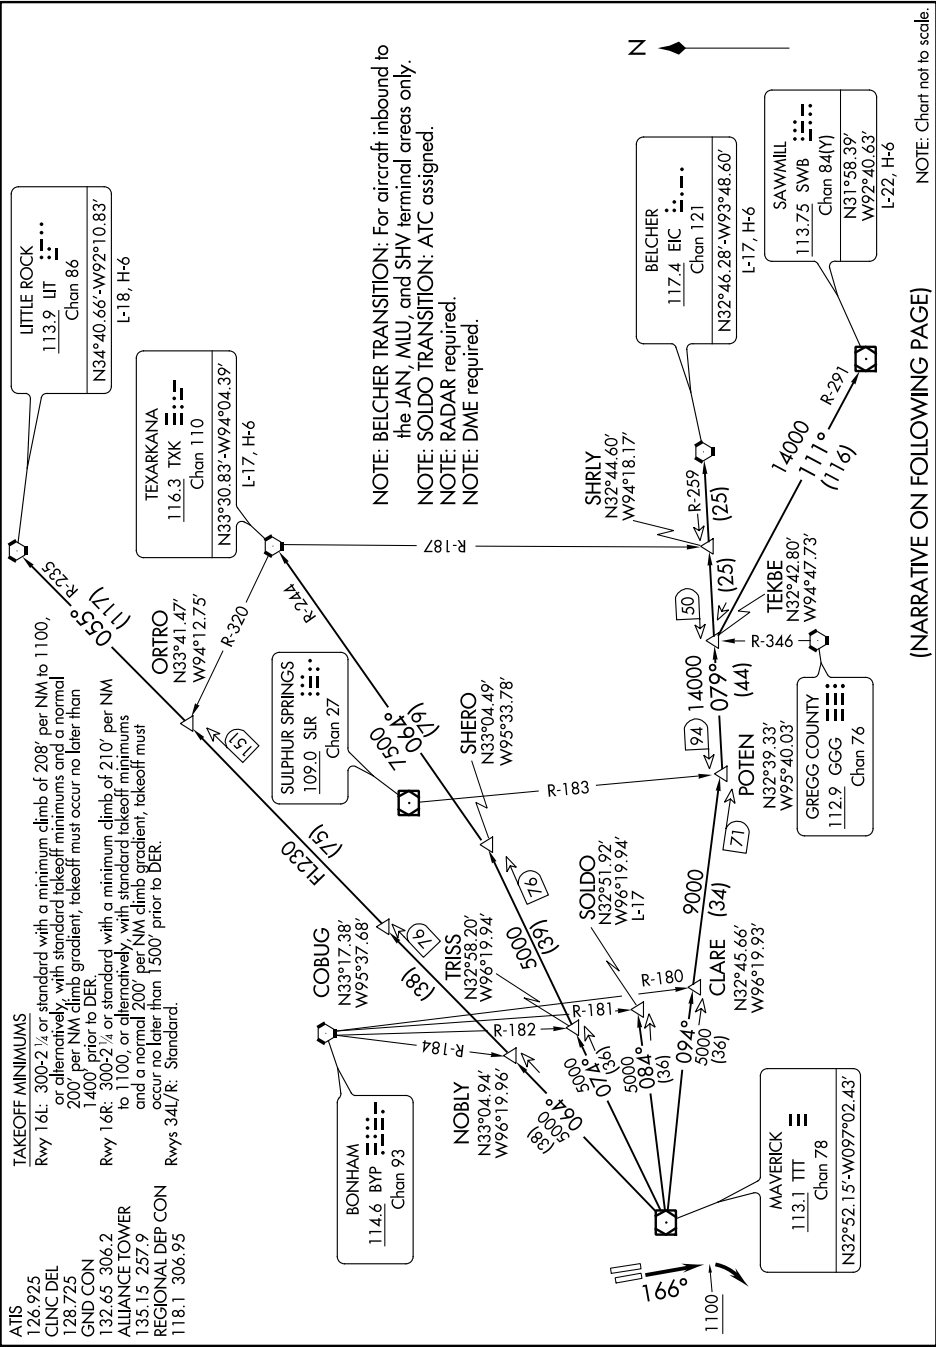 ATIS
126.925
CLNC DEL
128.725
GND CON
132.65 306.2
ALLIANCE TOWER
135.15 257.9
REGIONAL DEP CON
118.1 306.95
TAKEOFF MINIMUMS
Rwy 16L: 300-2¼ or standard with a minimum climb of 208' per NM to 1100,
or alternatively, with standard takeoff minimums and a normal
200' per NM climb gradient, takeoff must occur no later than
1400' prior to DER.
Rwy 16R: 300-2¼ or standard with a minimum climb of 210' per NM
to 1100, or alternatively, with standard takeoff minimums
and a normal 200' per NM climb gradient, takeoff must
occur no later than 1500' prior to DER.
Rwys 34L/R: Standard.
LITTLE ROCK
113.9 LIT
Chan 86
N34°40.66'-W92°10.83'
L-18, H-6
TEXARKANA
116.3 TXK
Chan 110
N33°30.83'-W94°04.39'
L-17, H-6
R-235
055°
(117)
ORTRO
N33°41.47'
W94°12.75'
R-320
R-244
R-187
151
SULPHUR SPRINGS
109.0 SLR
Chan 27
FL230
(75)
7500
064°
(79)
SHERO
N33°04.49'
W95°33.78'
COBUG
N33°17.38'
W95°37.68'
76
(38)
TRISS
N32°58.20'
W96°19.94'
5000
(39)
76
SOLDO
N32°51.92'
W96°19.94'
L-17
R-183
BONHAM
114.6 BYP
Chan 93
R-184
R-182
R-181
R-180
NOBLY
N33°04.94'
W96°19.96'
064°
5000
(38)
5000
074°
(36)
5000
084°
(36)
094°
5000
(36)
CLARE
N32°45.66'
W96°19.93'
9000
(34)
71
POTEN
N32°39.33'
W95°40.03'
94
14000
079°
(44)
50
TEKBE
N32°42.80'
W94°47.73'
R-346
GREGG COUNTY
112.9 GGG
Chan 76
(25)
SHRLY
N32°44.60'
W94°18.17'
R-259
(25)
BELCHER
117.4 EIC
Chan 121
N32°46.28'-W93°48.60'
L-17, H-6
14000
111°
(116)
R-291
SAWMILL
113.75 SWB
Chan 84(Y)
N31°58.39'
W92°40.63'
L-22, H-6
NOTE: BELCHER TRANSITION: For aircraft inbound to
the JAN, MLU, and SHV terminal areas only.
NOTE: SOLDO TRANSITION: ATC assigned.
NOTE: RADAR required.
NOTE: DME required.
N
MAVERICK
113.1 TTT
Chan 78
N32°52.15'-W097°02.43'
166°
1100
NOTE: Chart not to scale.
(NARRATIVE ON FOLLOWING PAGE)